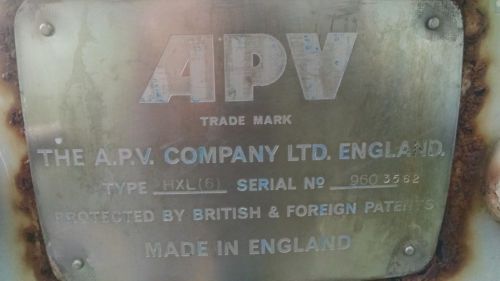 APV
TRADE MARK
THE A.P.V. COMPANY LTD. ENGLAND.
TYPE HXL(6) SERIAL Nº 960 3562
PROTECTED BY BRITISH & FOREIGN PATENTS
MADE IN ENGLAND